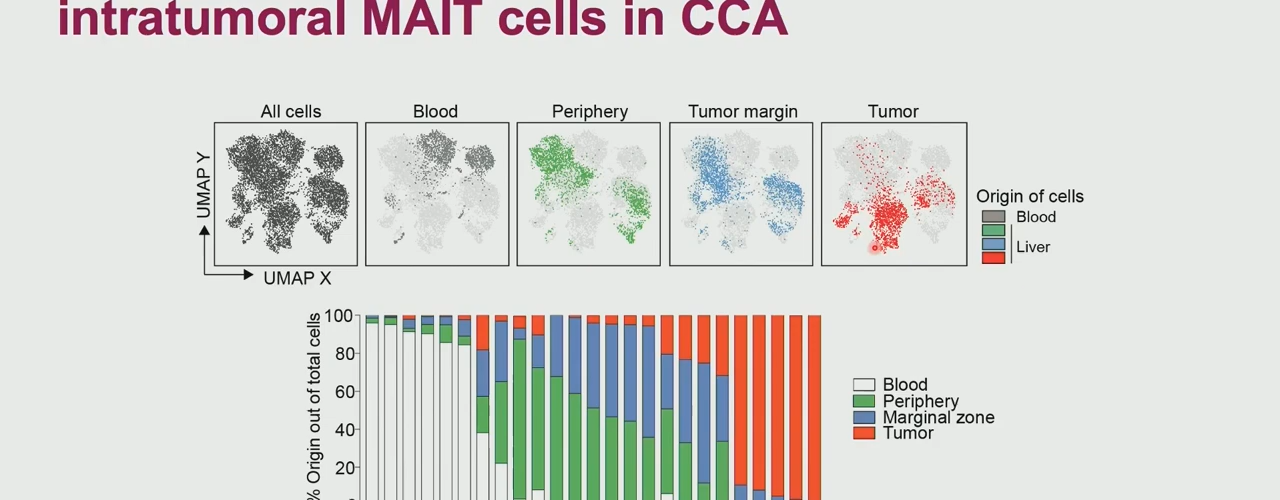 intratumoral MAIT cells in CCA
All cells
Blood
Periphery
Tumor margin
Tumor
UMAP Y
UMAP X
Origin of cells
Blood
Liver
% Origin out of total cells
100
80
60
40
20
Blood
Periphery
Marginal zone
Tumor